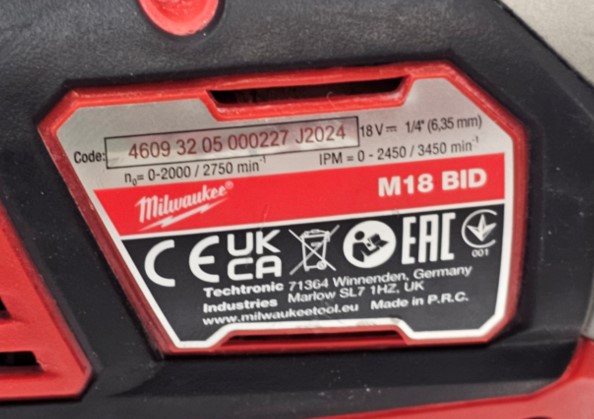 Code: 4609 32 05 000227 J2024 18 V⎓ 1/4" (6,35 mm)
n₀= 0-2000 / 2750 min⁻¹ IPM = 0 - 2450 / 3450 min⁻¹
Milwaukee® M18 BID
CE UK CA EAC 001
Techtronic 71364 Winnenden, Germany
Industries Marlow SL7 1HZ, UK
www.milwaukeetool.eu Made in P.R.C.